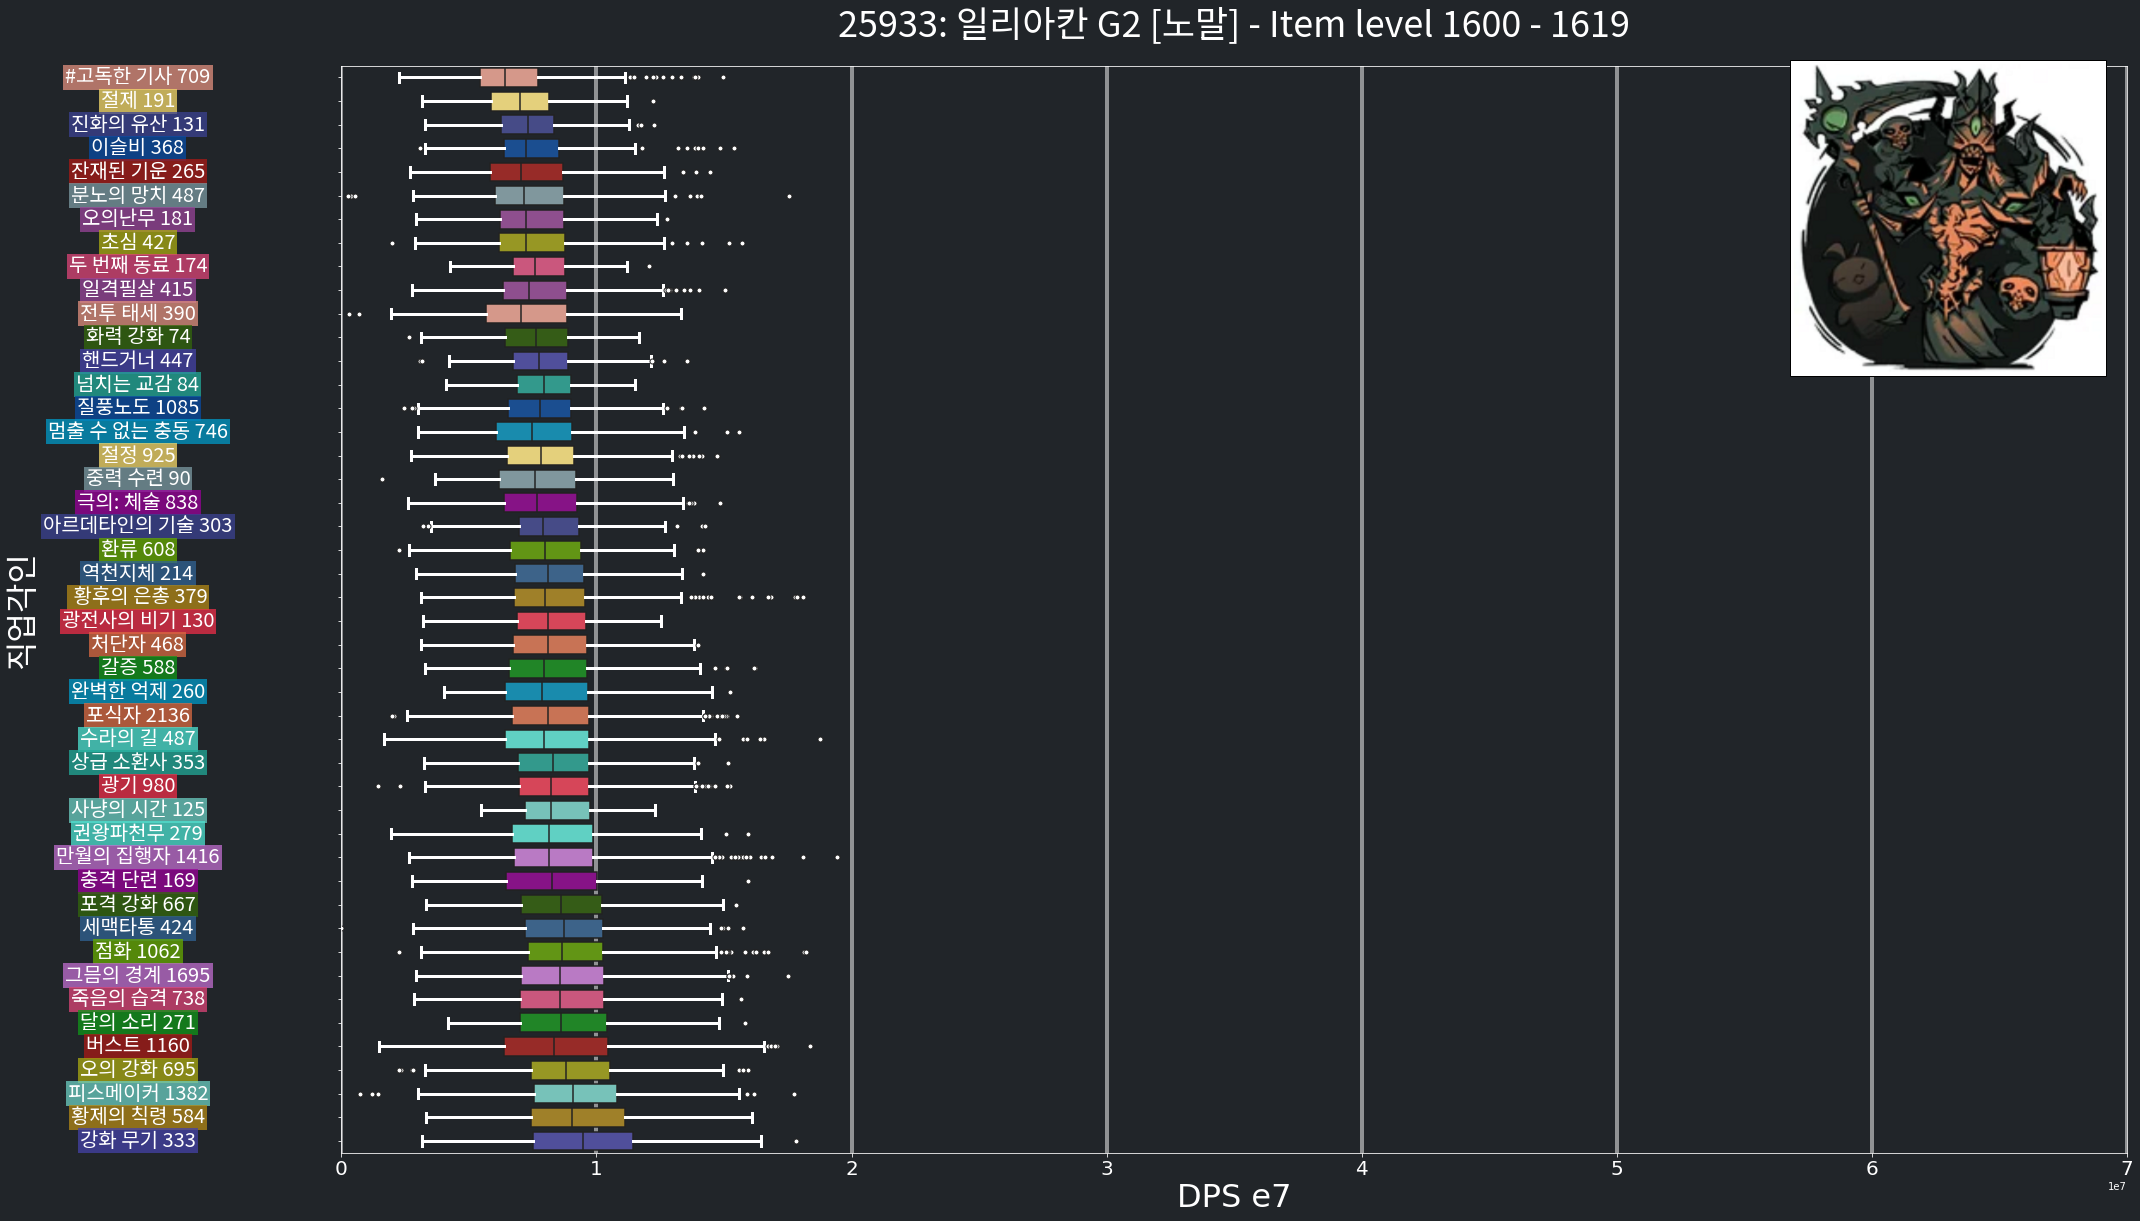 25933: 일리아칸 G2 [노말] - Item level 1600 - 1619
#고독한 기사 709
절제 191
진화의 유산 131
이슬비 368
잔재된 기운 265
분노의 망치 487
오의난무 181
초심 427
두 번째 동료 174
일격필살 415
전투 태세 390
화력 강화 74
핸드거너 447
넘치는 교감 84
질풍노도 1085
멈출 수 없는 충동 746
절정 925
중력 수련 90
극의: 체술 838
아르데타인의 기술 303
환류 608
역천지체 214
황후의 은총 379
광전사의 비기 130
처단자 468
갈증 588
완벽한 억제 260
포식자 2136
수라의 길 487
상급 소환사 353
광기 980
사냥의 시간 125
권왕파천무 279
만월의 집행자 1416
충격 단련 169
포격 강화 667
세맥타통 424
점화 1062
그믐의 경계 1695
죽음의 습격 738
달의 소리 271
버스트 1160
오의 강화 695
피스메이커 1382
황제의 칙령 584
강화 무기 333
직업각인
0 1 2 3 4 5 6 7
1e7
DPS e7